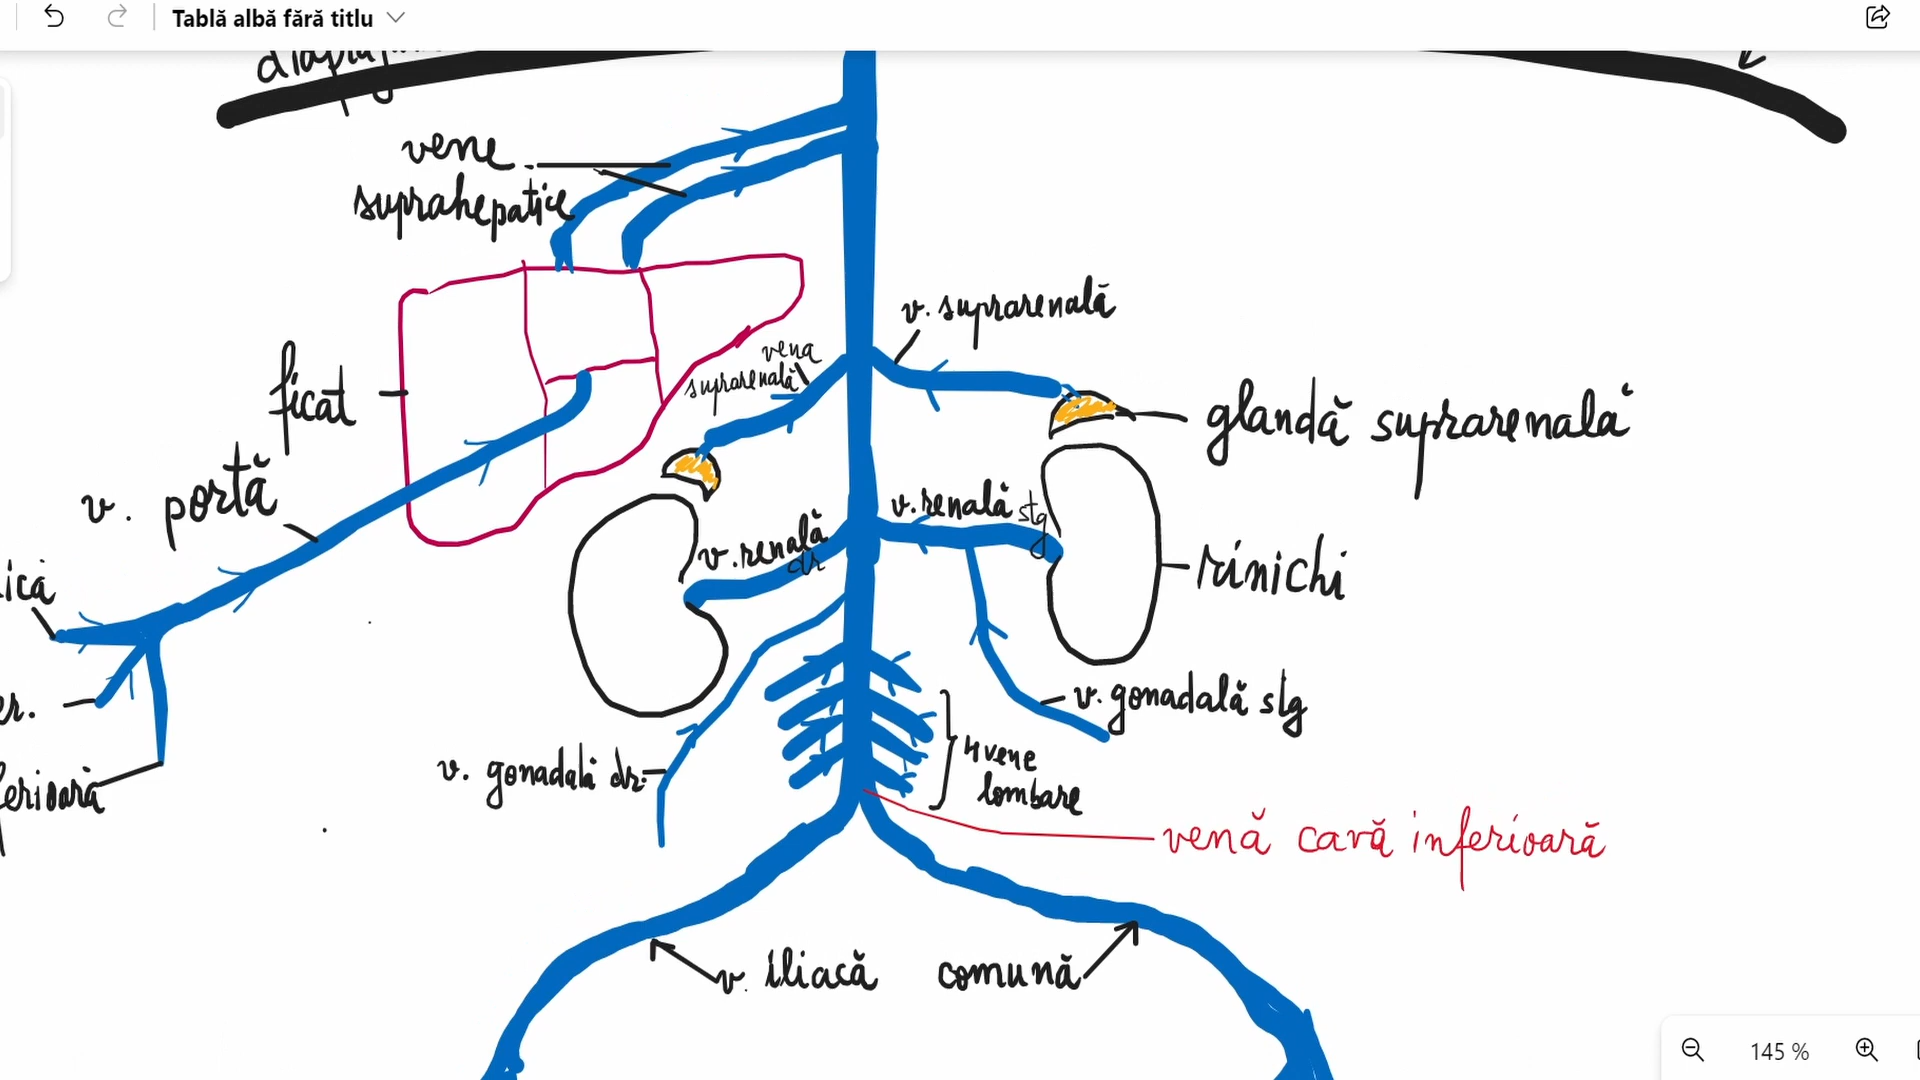 Tablă albă fără titlu
vene
suprahepatice
v. suprarenală
vena
suprarenală
ficat
glandă suprarenală
v. portă
v. renală stg
v. renală
dr
rinichi
v. gonadală stg
4 vene
lombare
v. gonadală dr.
venă cavă inferioară
v. iliacă comună
145 %